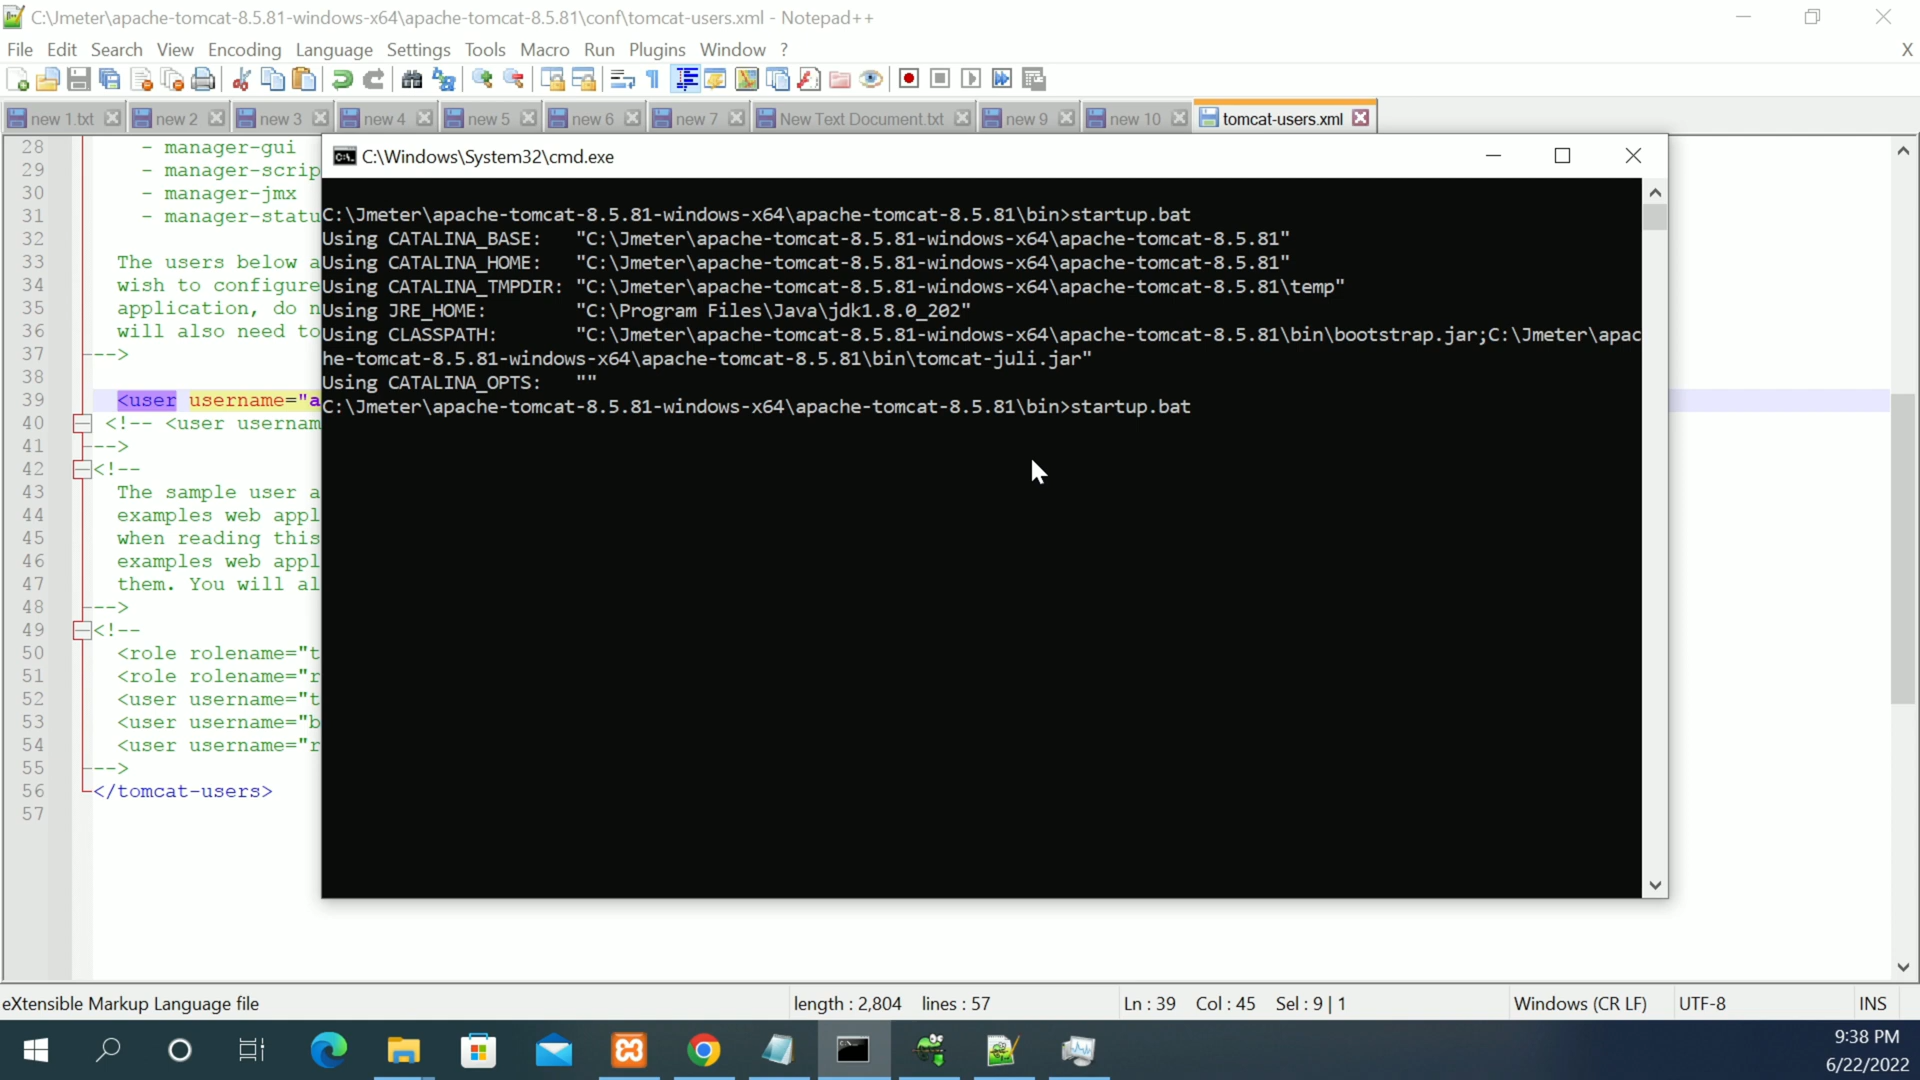 C:\Jmeter\apache-tomcat-8.5.81-windows-x64\apache-tomcat-8.5.81\conf\tomcat-users.xml - Notepad++
File Edit Search View Encoding Language Settings Tools Macro Run Plugins Window ? X
new 1.txt new 2 new 3 new 4 new 5 new 6 new 7 New Text Document.txt new 9 new 10 tomcat-users.xml
C:\Windows\System32\cmd.exe
C:\Jmeter\apache-tomcat-8.5.81-windows-x64\apache-tomcat-8.5.81\bin>startup.bat
Using CATALINA_BASE: "C:\Jmeter\apache-tomcat-8.5.81-windows-x64\apache-tomcat-8.5.81"
Using CATALINA_HOME: "C:\Jmeter\apache-tomcat-8.5.81-windows-x64\apache-tomcat-8.5.81"
Using CATALINA_TMPDIR: "C:\Jmeter\apache-tomcat-8.5.81-windows-x64\apache-tomcat-8.5.81\temp"
Using JRE_HOME: "C:\Program Files\Java\jdk1.8.0_202"
Using CLASSPATH: "C:\Jmeter\apache-tomcat-8.5.81-windows-x64\apache-tomcat-8.5.81\bin\bootstrap.jar;C:\Jmeter\apac
he-tomcat-8.5.81-windows-x64\apache-tomcat-8.5.81\bin\tomcat-juli.jar"
Using CATALINA_OPTS: ""
C:\Jmeter\apache-tomcat-8.5.81-windows-x64\apache-tomcat-8.5.81\bin>startup.bat
28 - manager-gui
29 - manager-scrip
30 - manager-jmx
31 - manager-statu
32
33 The users below a
34 wish to configure
35 application, do n
36 will also need to
37 -->
38
39 <user username="a
40 <!-- <user usernam
41 -->
42 <!--
43 The sample user a
44 examples web appl
45 when reading this
46 examples web appl
47 them. You will al
48 -->
49 <!--
50 <role rolename="t
51 <role rolename="r
52 <user username="t
53 <user username="b
54 <user username="r
55 -->
56 </tomcat-users>
57
eXtensible Markup Language file length : 2,804 lines : 57 Ln : 39 Col : 45 Sel : 9 | 1 Windows (CR LF) UTF-8 INS
9:38 PM
6/22/2022